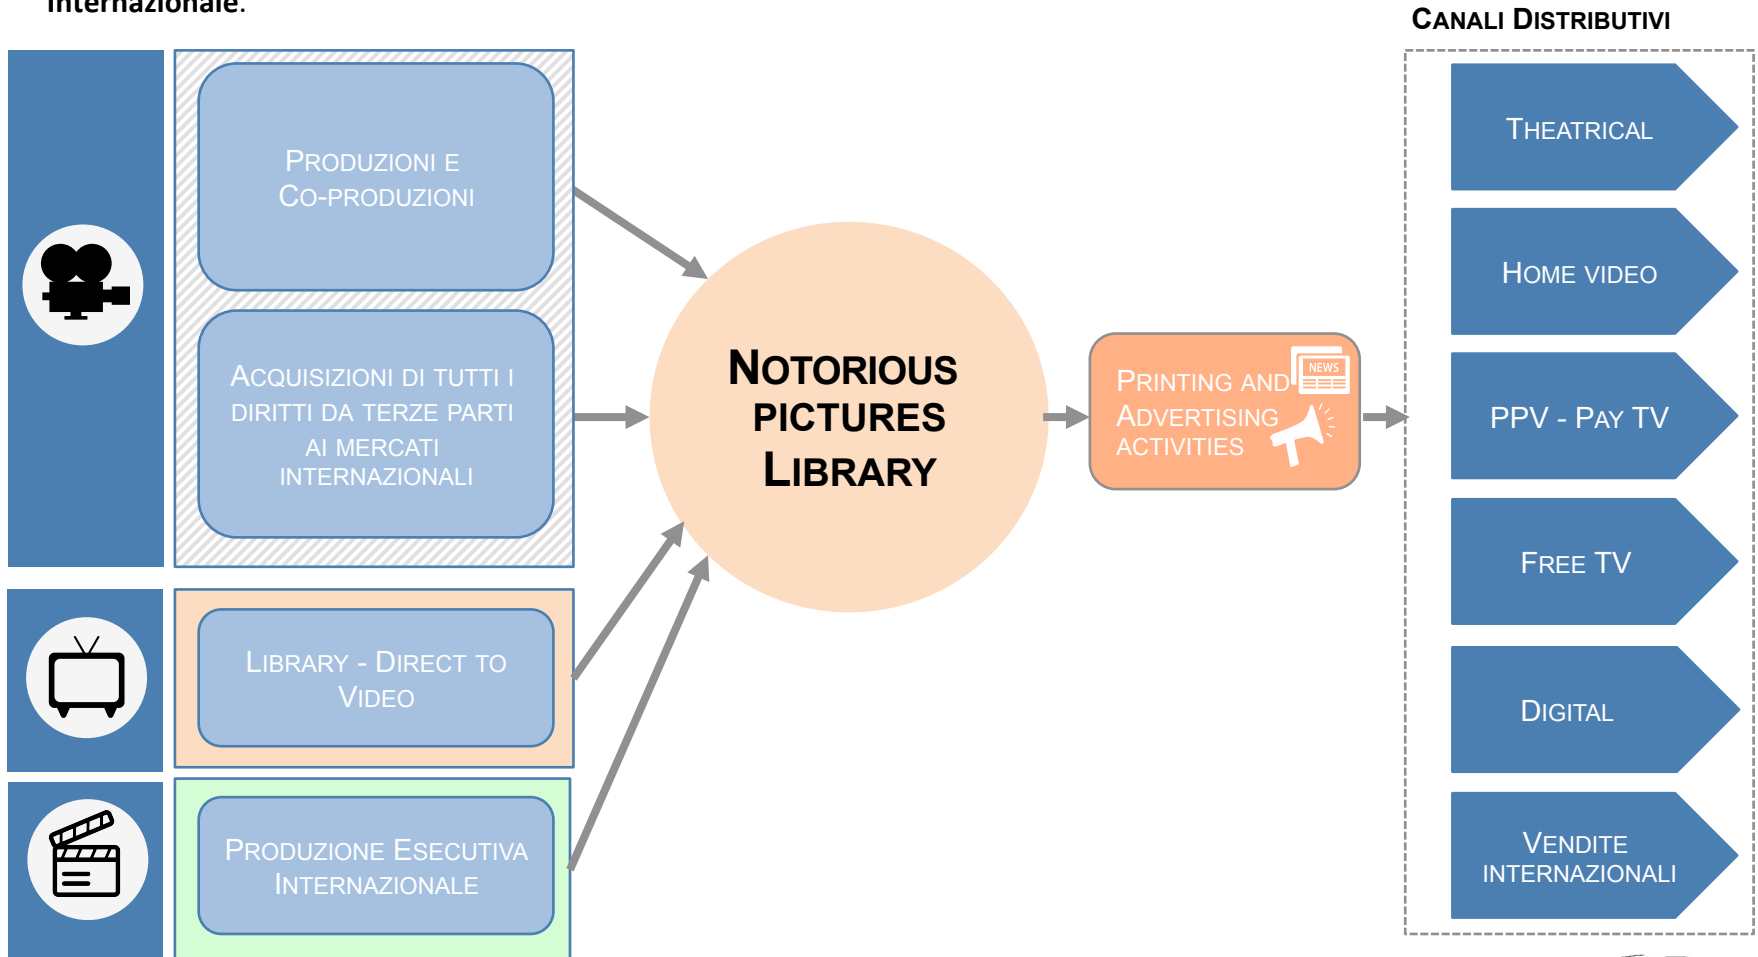 internazionale.
CANALI DISTRIBUTIVI
PRODUZIONI E
CO-PRODUZIONI
ACQUISIZIONI DI TUTTI I
DIRITTI DA TERZE PARTI
AI MERCATI
INTERNAZIONALI
LIBRARY - DIRECT TO
VIDEO
PRODUZIONE ESECUTIVA
INTERNAZIONALE
NOTORIOUS
PICTURES
LIBRARY
NEWS
PRINTING AND
ADVERTISING
ACTIVITIES
THEATRICAL
HOME VIDEO
PPV - PAY TV
FREE TV
DIGITAL
VENDITE
INTERNAZIONALI